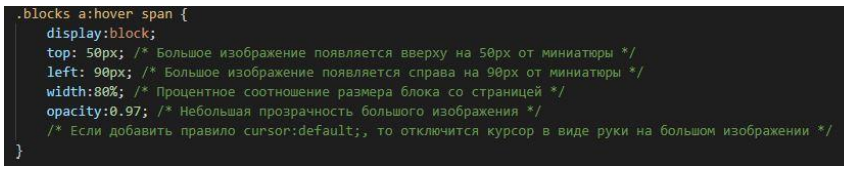 .blocks a:hover span {
    display:block;
    top: 50px; /* Большое изображение появляется вверху на 50px от миниатюры */
    left: 90px; /* Большое изображение появляется справа на 90px от миниатюры */
    width:80%; /* Процентное соотношение размера блока со страницей */
    opacity:0.97; /* Небольшая прозрачность большого изображения */
    /* Если добавить правило cursor:default;, то отключится курсор в виде руки на большом изображении */
}